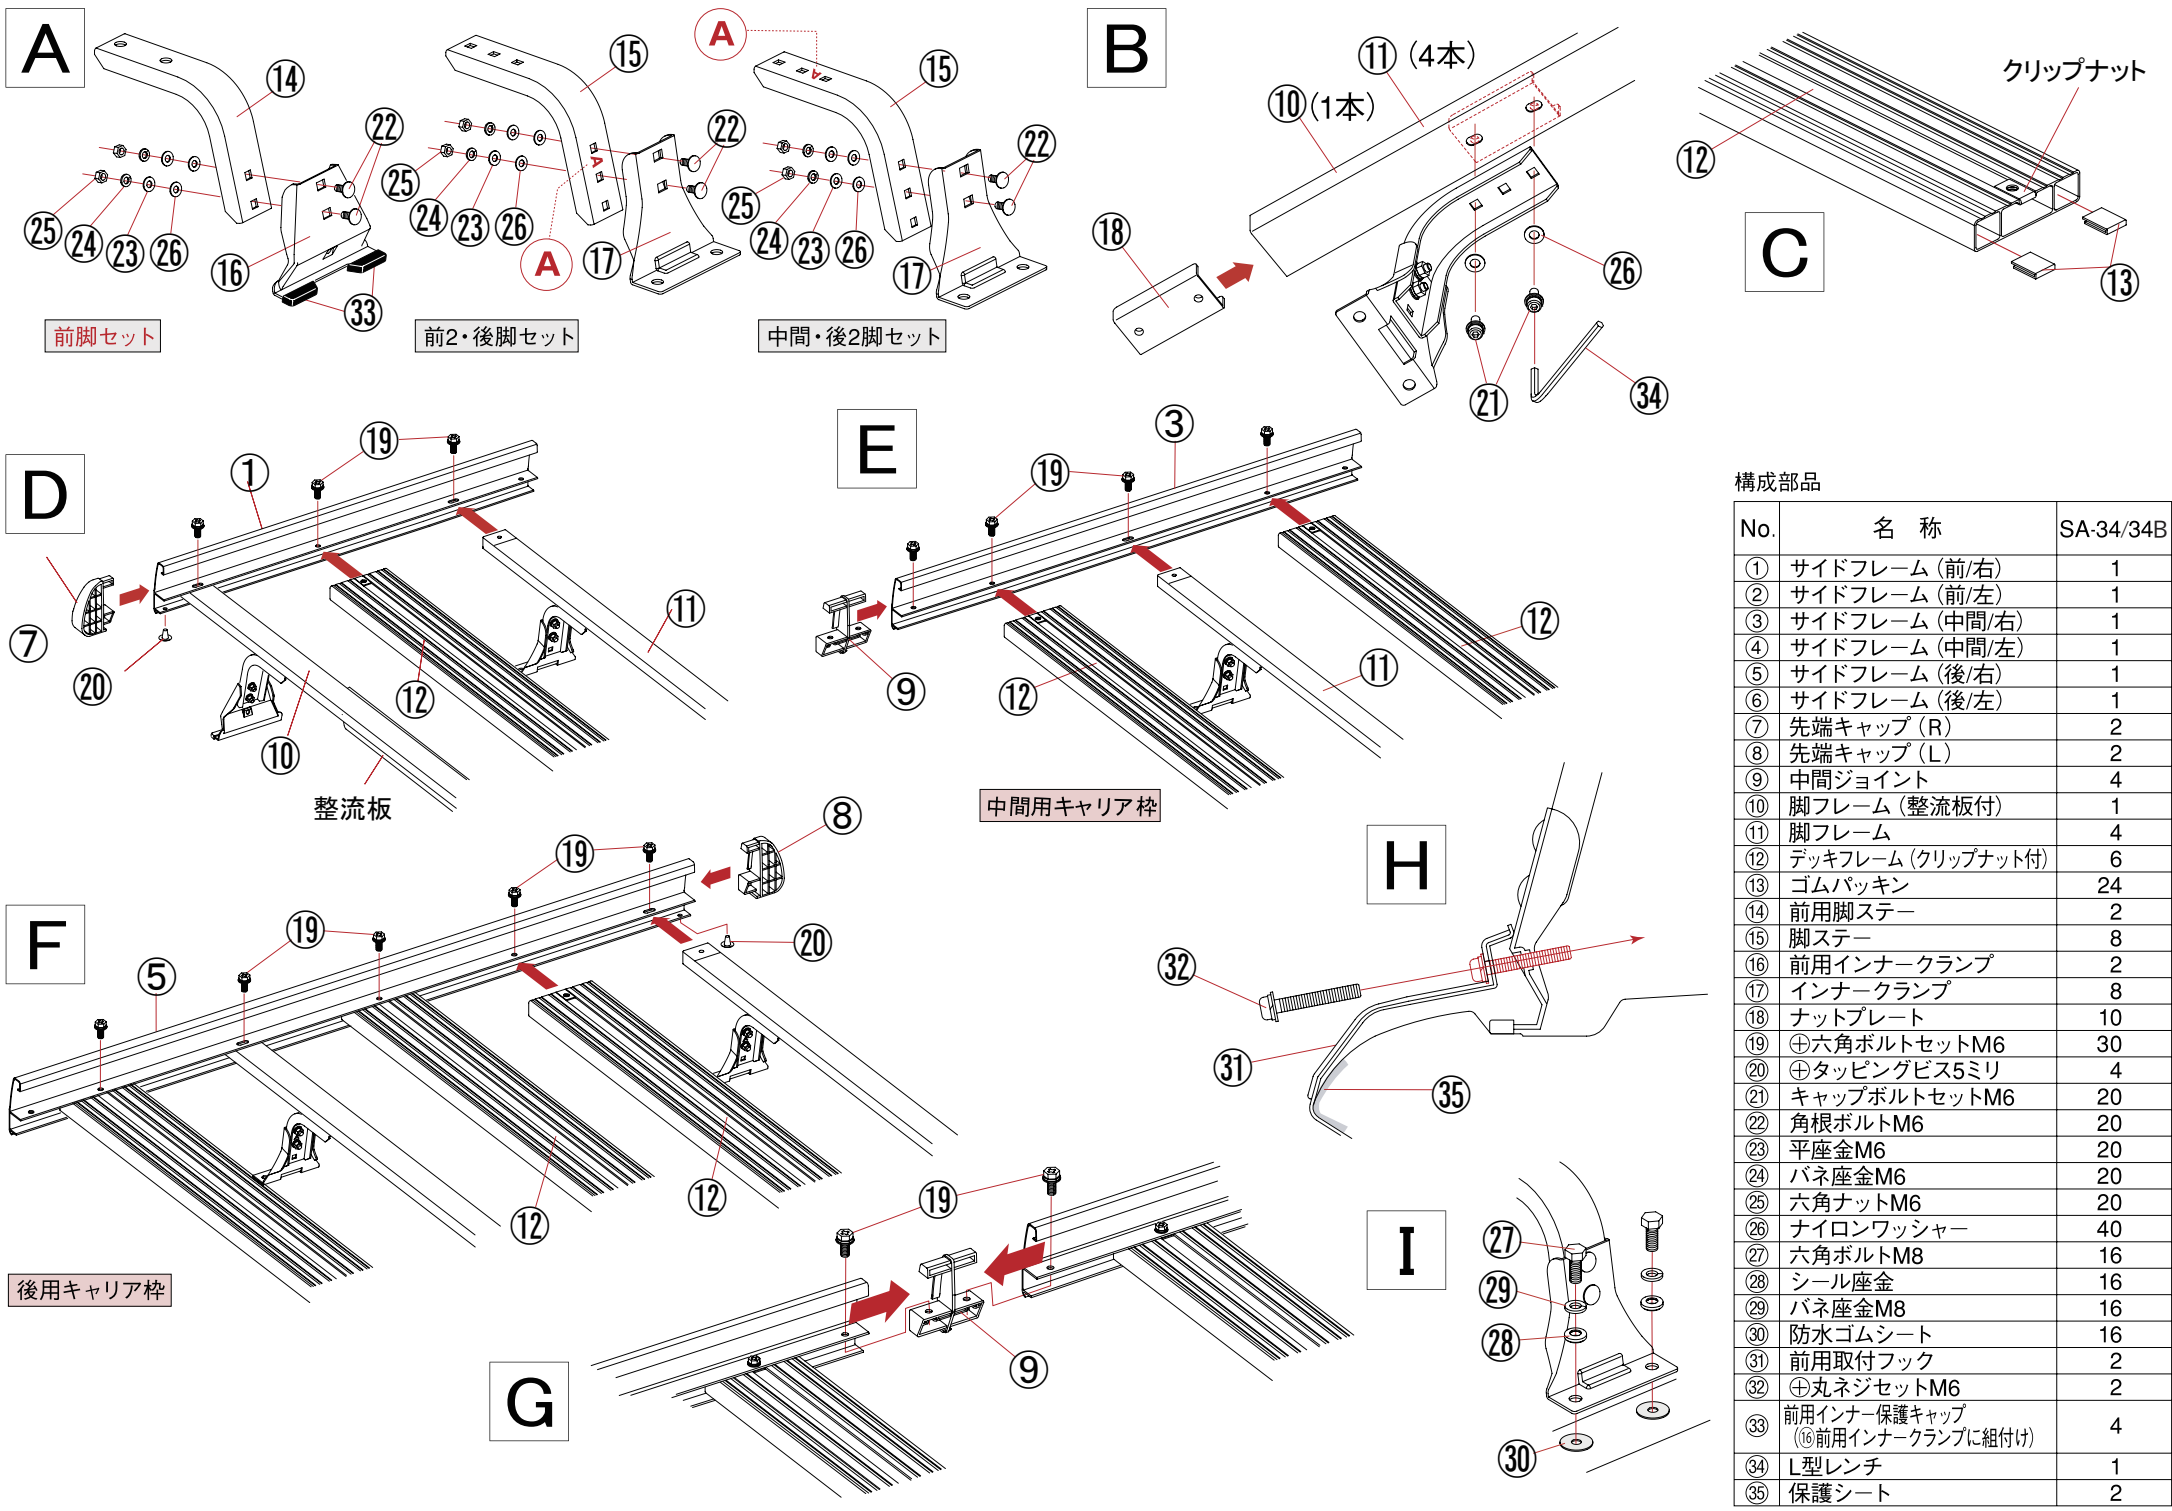 A
⑭
㉒
㉕
㉔
㉓
㉖
⑯
㉝
前脚セット
⑮
㉒
A
㉕
㉔
㉓
㉖
A
⑰
前2・後脚セット
A
A
⑮
㉒
㉕
㉔
㉓
㉖
⑰
中間・後2脚セット
B
⑪（4本）
⑩（1本）
⑱
㉖
㉑
㉞
C
クリップナット
⑫
⑬
D
①
⑲
⑦
⑳
⑩
⑫
⑪
整流板
E
③
⑲
⑨
⑫
⑪
⑫
中間用キャリア枠
F
⑤
⑲
⑲
⑧
⑳
⑫
⑫
後用キャリア枠
G
⑲
⑨
H
㉜
㉛
㉟
I
㉗
㉙
㉘
㉚
構成部品
No. 名　称 SA-34/34B
① サイドフレーム（前/右） 1
② サイドフレーム（前/左） 1
③ サイドフレーム（中間/右） 1
④ サイドフレーム（中間/左） 1
⑤ サイドフレーム（後/右） 1
⑥ サイドフレーム（後/左） 1
⑦ 先端キャップ（R） 2
⑧ 先端キャップ（L） 2
⑨ 中間ジョイント 4
⑩ 脚フレーム（整流板付） 1
⑪ 脚フレーム 4
⑫ デッキフレーム（クリップナット付） 6
⑬ ゴムパッキン 24
⑭ 前用脚ステー 2
⑮ 脚ステー 8
⑯ 前用インナークランプ 2
⑰ インナークランプ 8
⑱ ナットプレート 10
⑲ ⊕六角ボルトセットM6 30
⑳ ⊕タッピングビス5ミリ 4
㉑ キャップボルトセットM6 20
㉒ 角根ボルトM6 20
㉓ 平座金M6 20
㉔ バネ座金M6 20
㉕ 六角ナットM6 20
㉖ ナイロンワッシャー 40
㉗ 六角ボルトM8 16
㉘ シール座金 16
㉙ バネ座金M8 16
㉚ 防水ゴムシート 16
㉛ 前用取付フック 2
㉜ ⊕丸ネジセットM6 2
㉝ 前用インナー保護キャップ 4
（⑯前用インナークランプに組付け）
㉞ L型レンチ 1
㉟ 保護シート 2